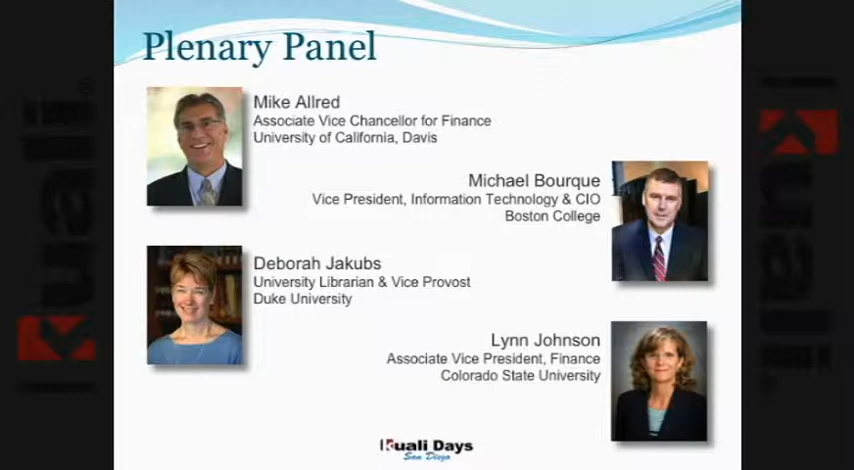 Plenary Panel
Mike Allred
Associate Vice Chancellor for Finance
University of California, Davis
Michael Bourque
Vice President, Information Technology & CIO
Boston College
Deborah Jakubs
University Librarian & Vice Provost
Duke University
Lynn Johnson
Associate Vice President, Finance
Colorado State University
Kuali Days
San Diego
Kuali
Kuali